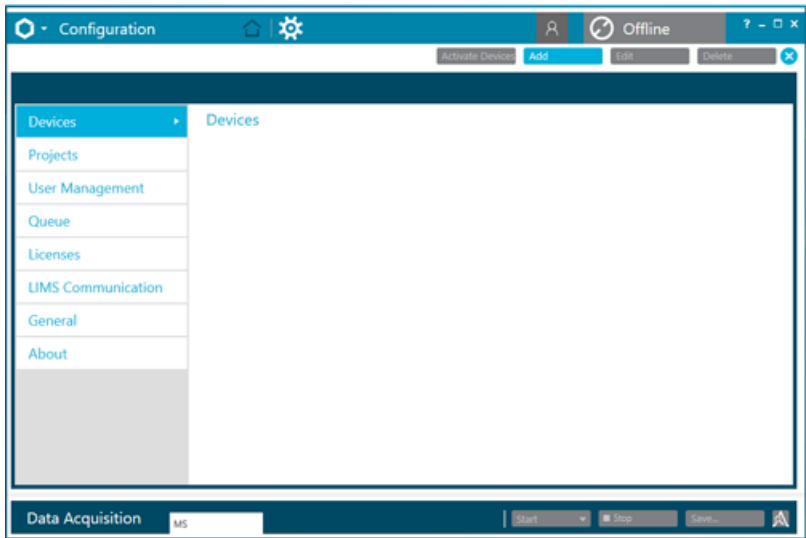 Configuration Offline ? – □ ×
Activate Devices Add Edit Delete
Devices Devices
Projects
User Management
Queue
Licenses
LIMS Communication
General
About
Data Acquisition MS Start Stop Save...